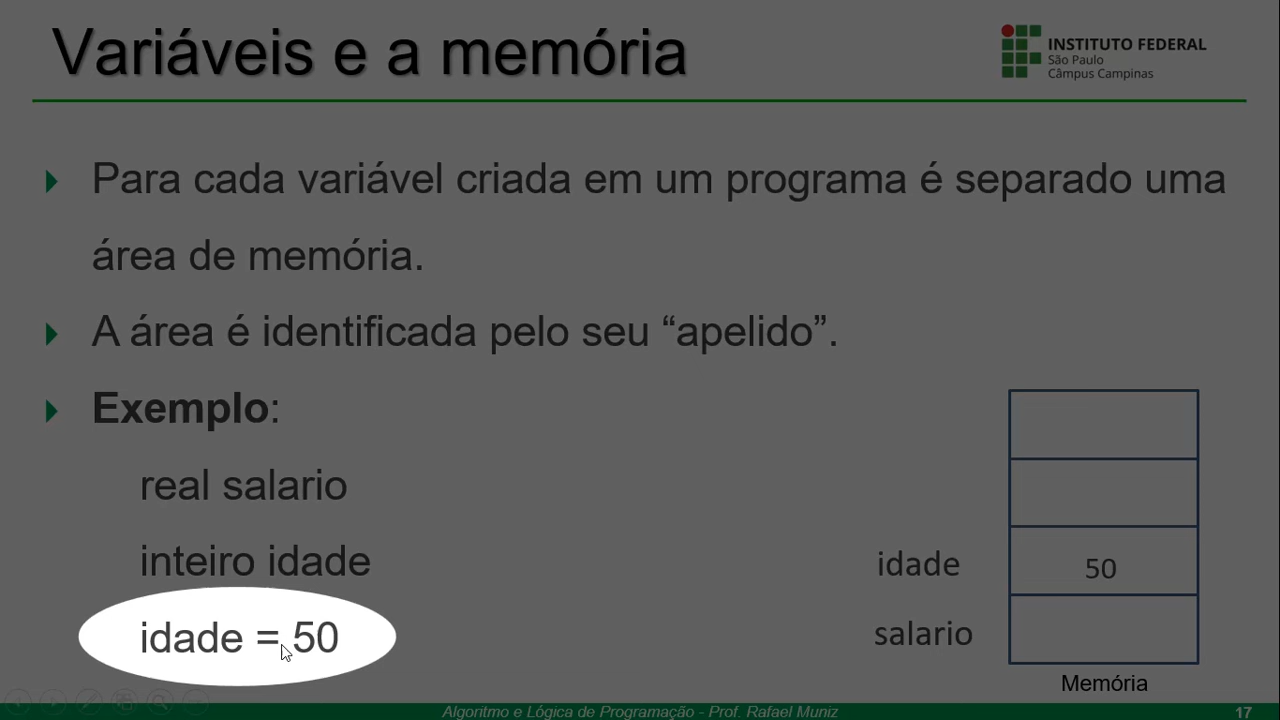 Variáveis e a memória
INSTITUTO FEDERAL
São Paulo
Câmpus Campinas
Para cada variável criada em um programa é separado uma
área de memória.
A área é identificada pelo seu “apelido”.
Exemplo:
real salario
inteiro idade
idade = 50
idade
50
salario
Memória
Algoritmo e Lógica de Programação - Prof. Rafael Muniz
17